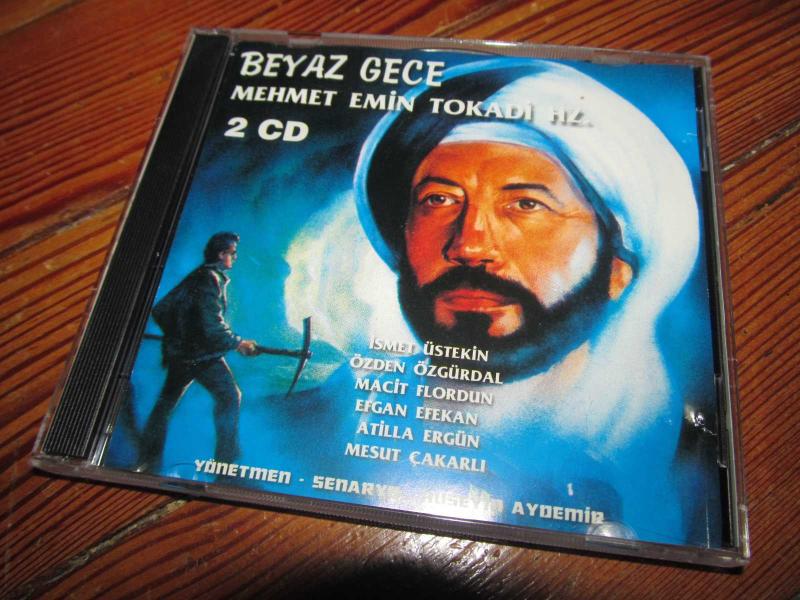 BEYAZ GECE
MEHMET EMİN TOKADİ HZ.
2 CD
İSMET ÜSTEKİN
ÖZDEN ÖZGÜRDAL
MACİT FLORDUN
EFGAN EFEKAN
ATİLLA ERGÜN
MESUT ÇAKARLI
YÖNETMEN - SENARYO HÜSEYİN AYDEMİR